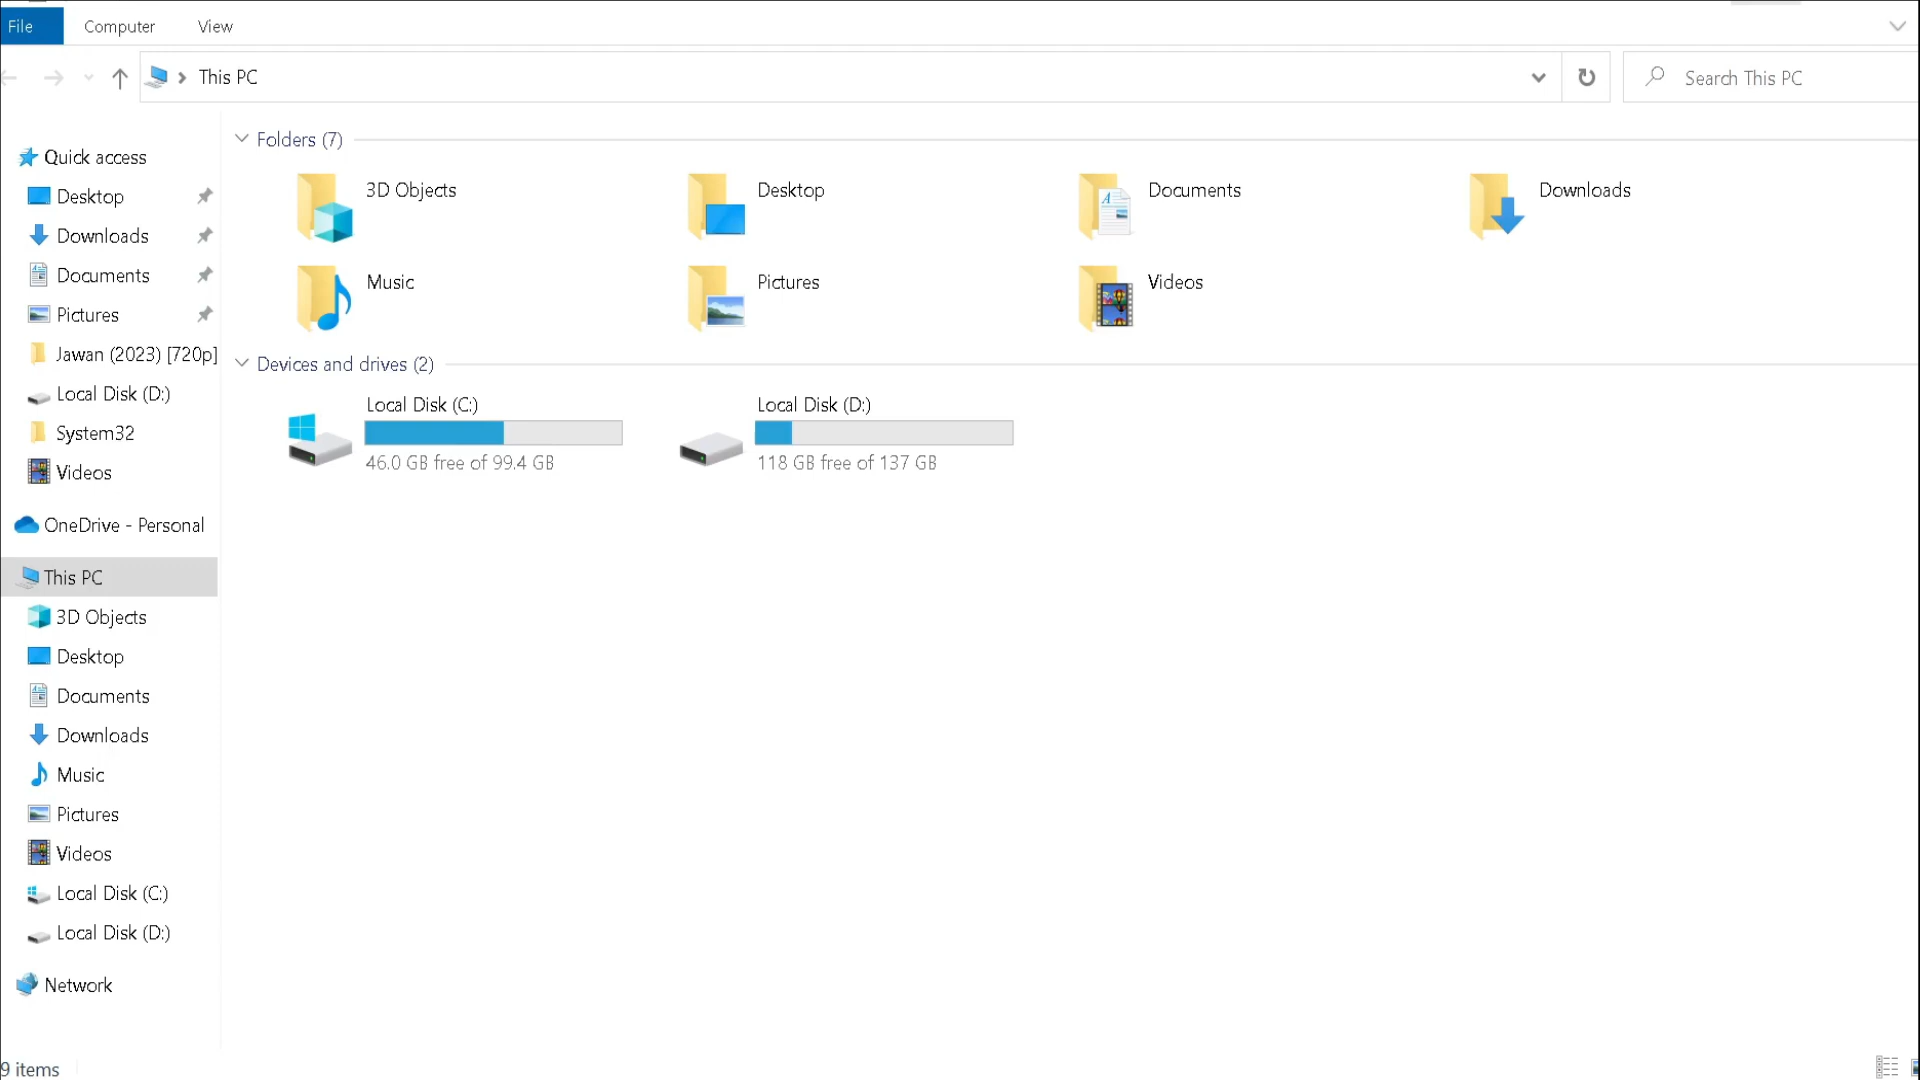 File Computer View
This PC
Search This PC
Quick access
Desktop
Downloads
Documents
Pictures
Jawan (2023) [720p]
Local Disk (D:)
System32
Videos
OneDrive - Personal
This PC
3D Objects
Desktop
Documents
Downloads
Music
Pictures
Videos
Local Disk (C:)
Local Disk (D:)
Network
Folders (7)
3D Objects Desktop Documents Downloads
Music Pictures Videos
Devices and drives (2)
Local Disk (C:) Local Disk (D:)
46.0 GB free of 99.4 GB 118 GB free of 137 GB
9 items